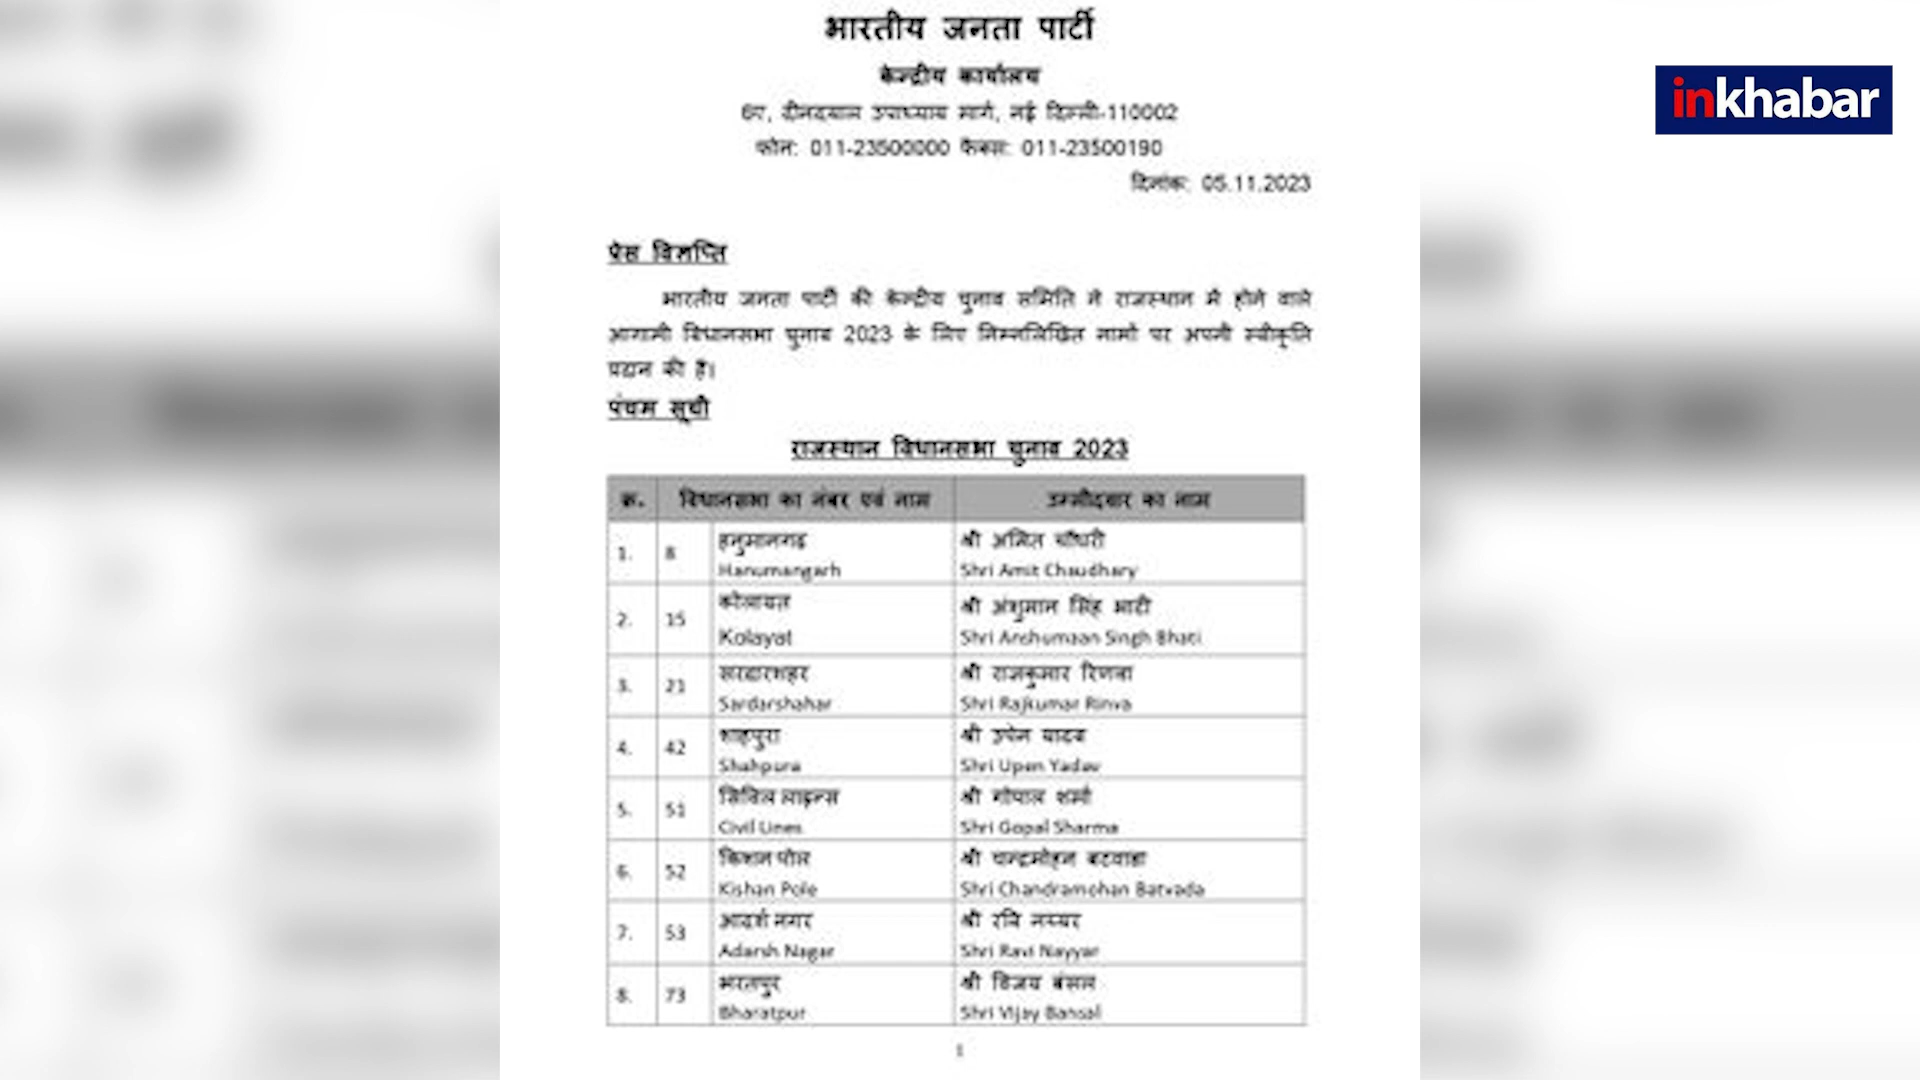 भारतीय जनता पार्टी
केन्द्रीय कार्यालय
6ए, दीनदयाल उपाध्याय मार्ग, नई दिल्ली-110002
फोन: 011-23500000 फैक्स: 011-23500190
दिनांक: 05.11.2023
inkhabar
प्रेस विज्ञप्ति
भारतीय जनता पार्टी की केन्द्रीय चुनाव समिति ने राजस्थान में होने वाले
आगामी विधानसभा चुनाव 2023 के लिए निम्नलिखित नामों पर अपनी स्वीकृति
प्रदान की है।
पंचम सूची
राजस्थान विधानसभा चुनाव 2023
क्र. विधानसभा का नंबर एवं नाम उम्मीदवार का नाम
1. 8 हनुमानगढ़ श्री अमित चौधरी
Hanumangarh Shri Amit Chaudhary
2. 15 कोलायत श्री अंशुमान सिंह भाटी
Kolayat Shri Anshumaan Singh Bhati
3. 21 सरदारशहर श्री राजकुमार रिणवा
Sardarshahar Shri Rajkumar Rinva
4. 42 शाहपुरा श्री उपेन यादव
Shahpura Shri Upen Yadav
5. 51 सिविल लाइन्स श्री गोपाल शर्मा
Civil Lines Shri Gopal Sharma
6. 52 किशन पोल श्री चन्द्रमोहन बटवाडा
Kishan Pole Shri Chandramohan Batvada
7. 53 आदर्श नगर श्री रवि नय्यर
Adarsh Nagar Shri Ravi Nayyar
8. 73 भरतपुर श्री विजय बंसल
Bharatpur Shri Vijay Bansal
1